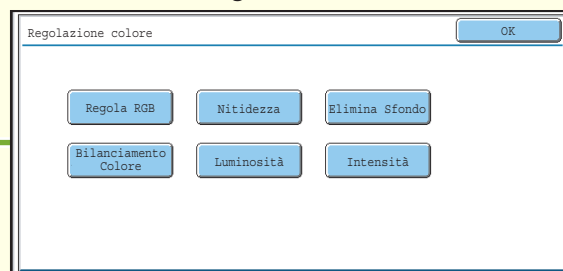 Regolazione colore
OK
Regola RGB
Nitidezza
Elimina Sfondo
Bilanciamento
Colore
Luminosità
Intensità